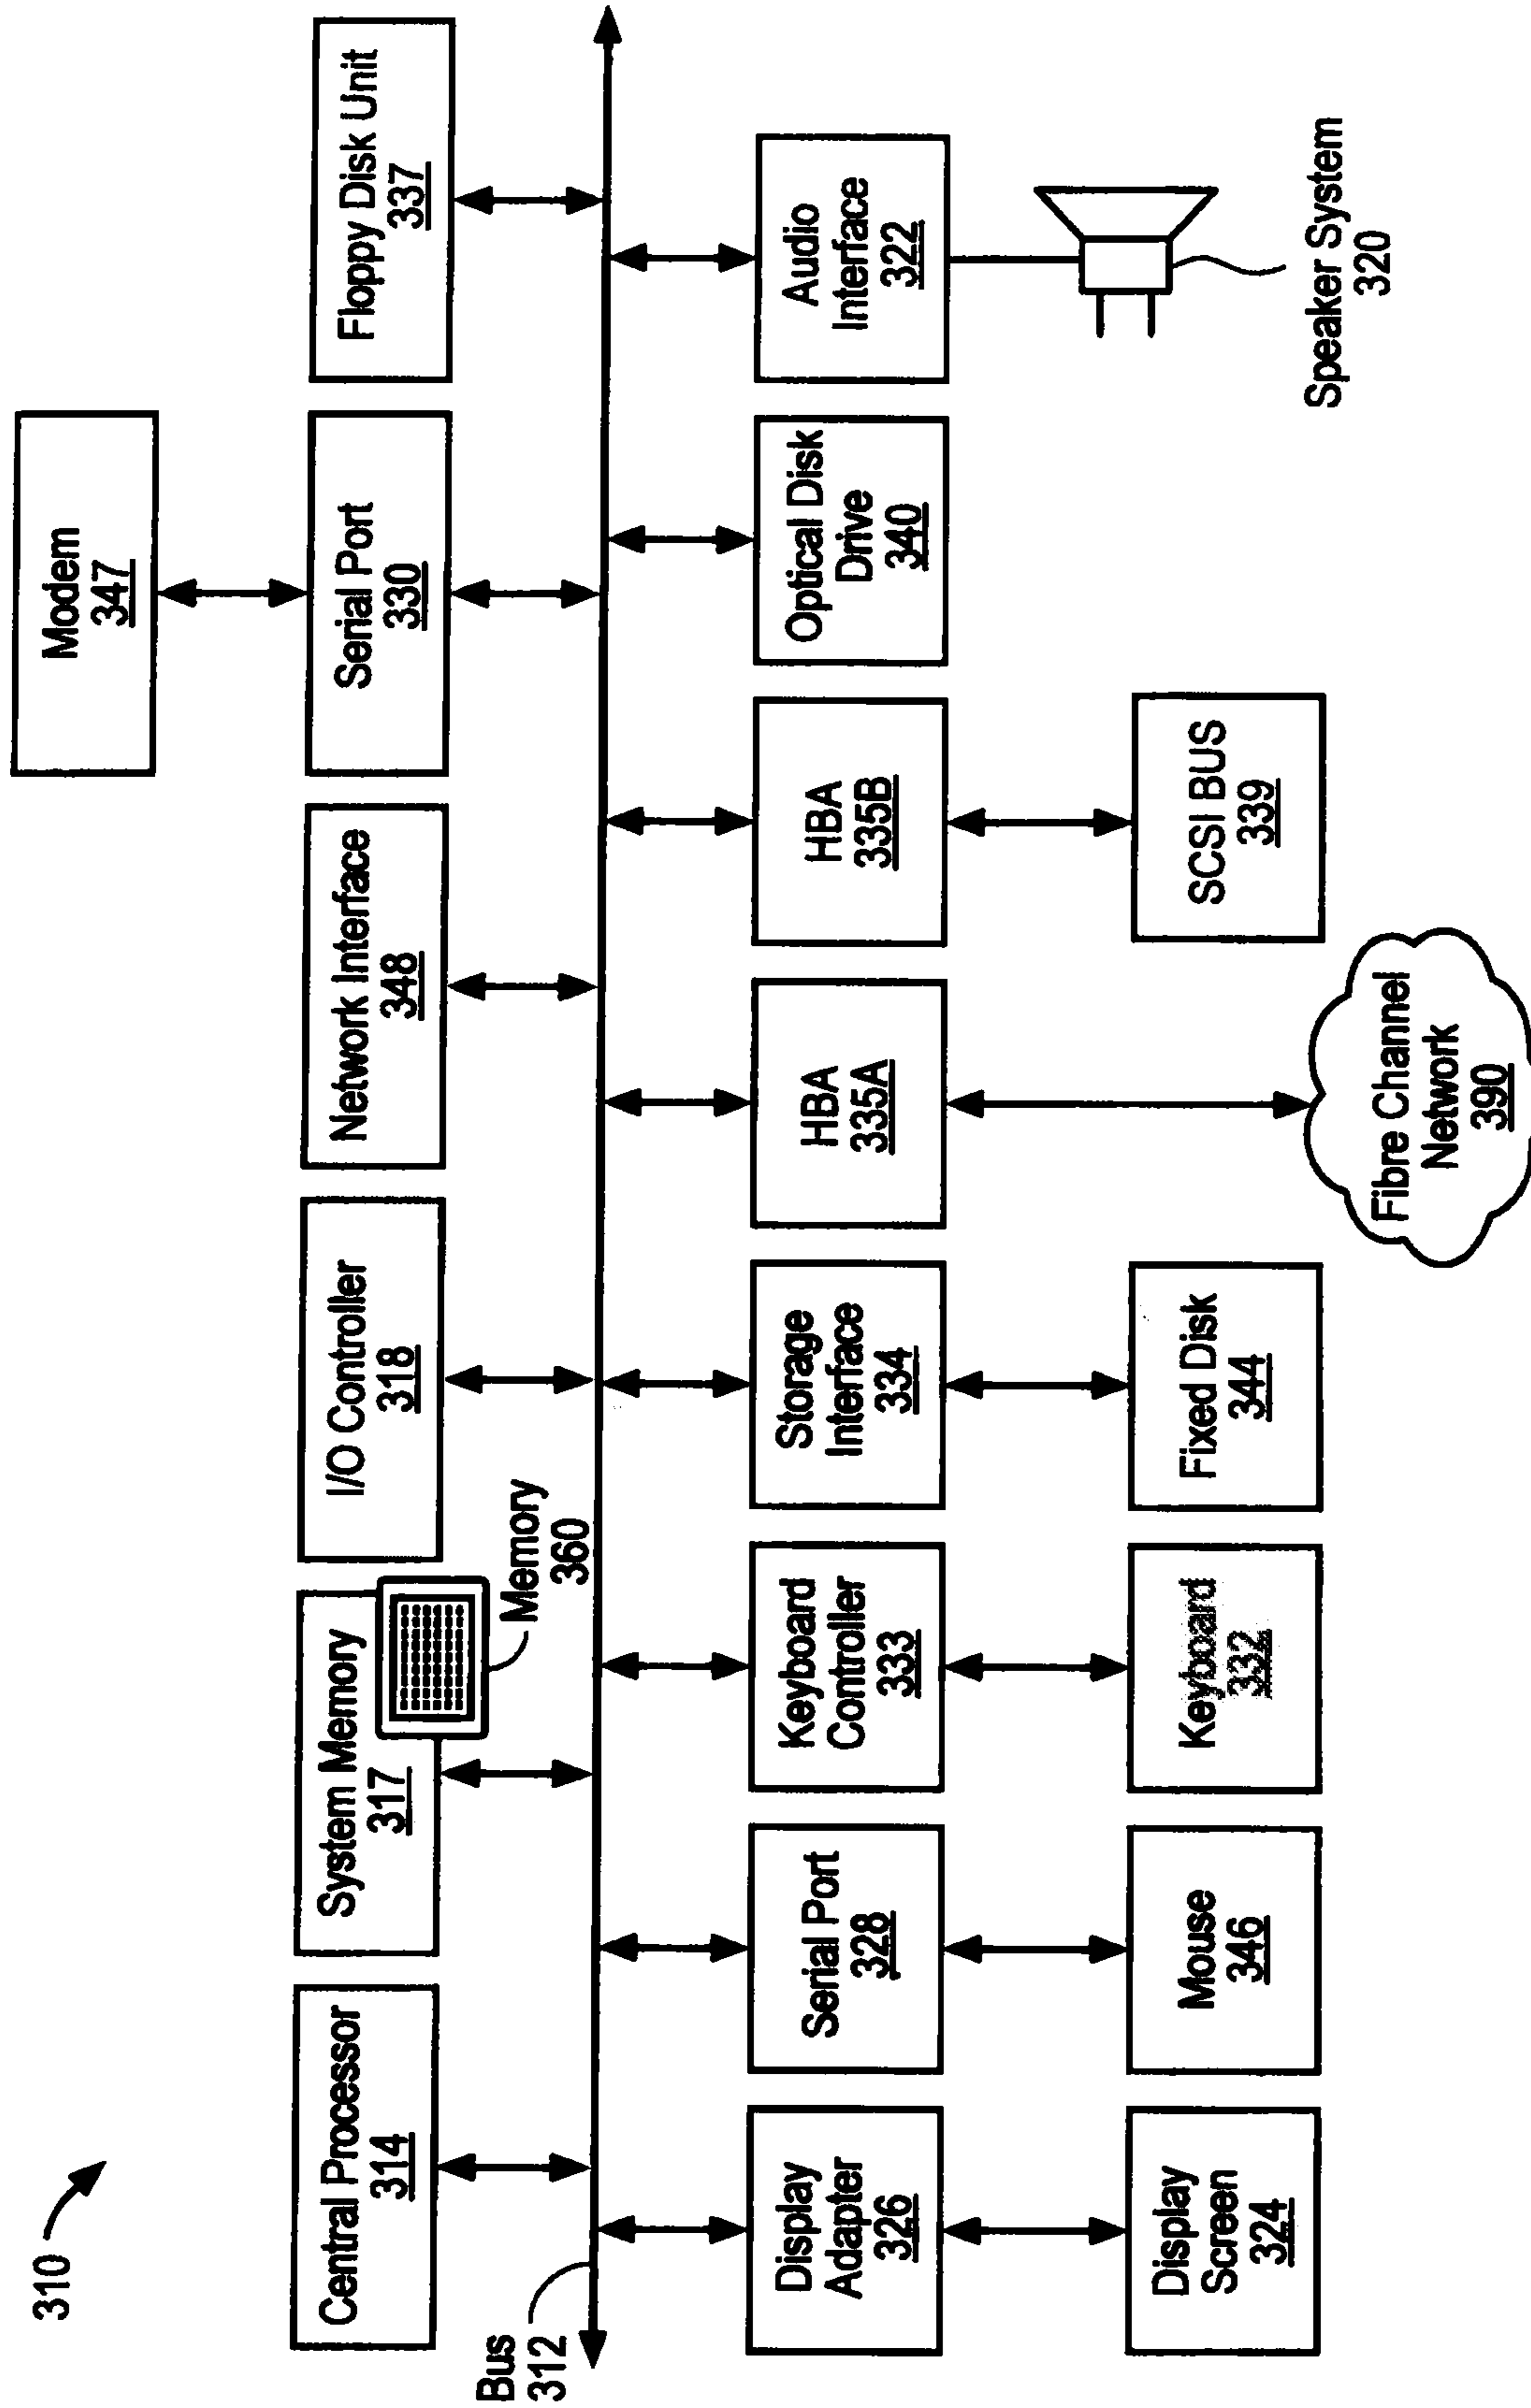 310
Modem
347
Central Processor
314
System Memory
317
I/O Controller
318
Network Interface
348
Serial Port
330
Floppy Disk Unit
337
Memory
360
Bus
312
Display
Adapter
326
Serial Port
328
Keyboard
Controller
333
Storage
Interface
334
HBA
335A
HBA
335B
Optical Disk
Drive
340
Audio
Interface
322
Display
Screen
324
Mouse
346
Keyboard
332
Fixed Disk
344
Fibre Channel
Network
390
SCSI BUS
339
Speaker System
320